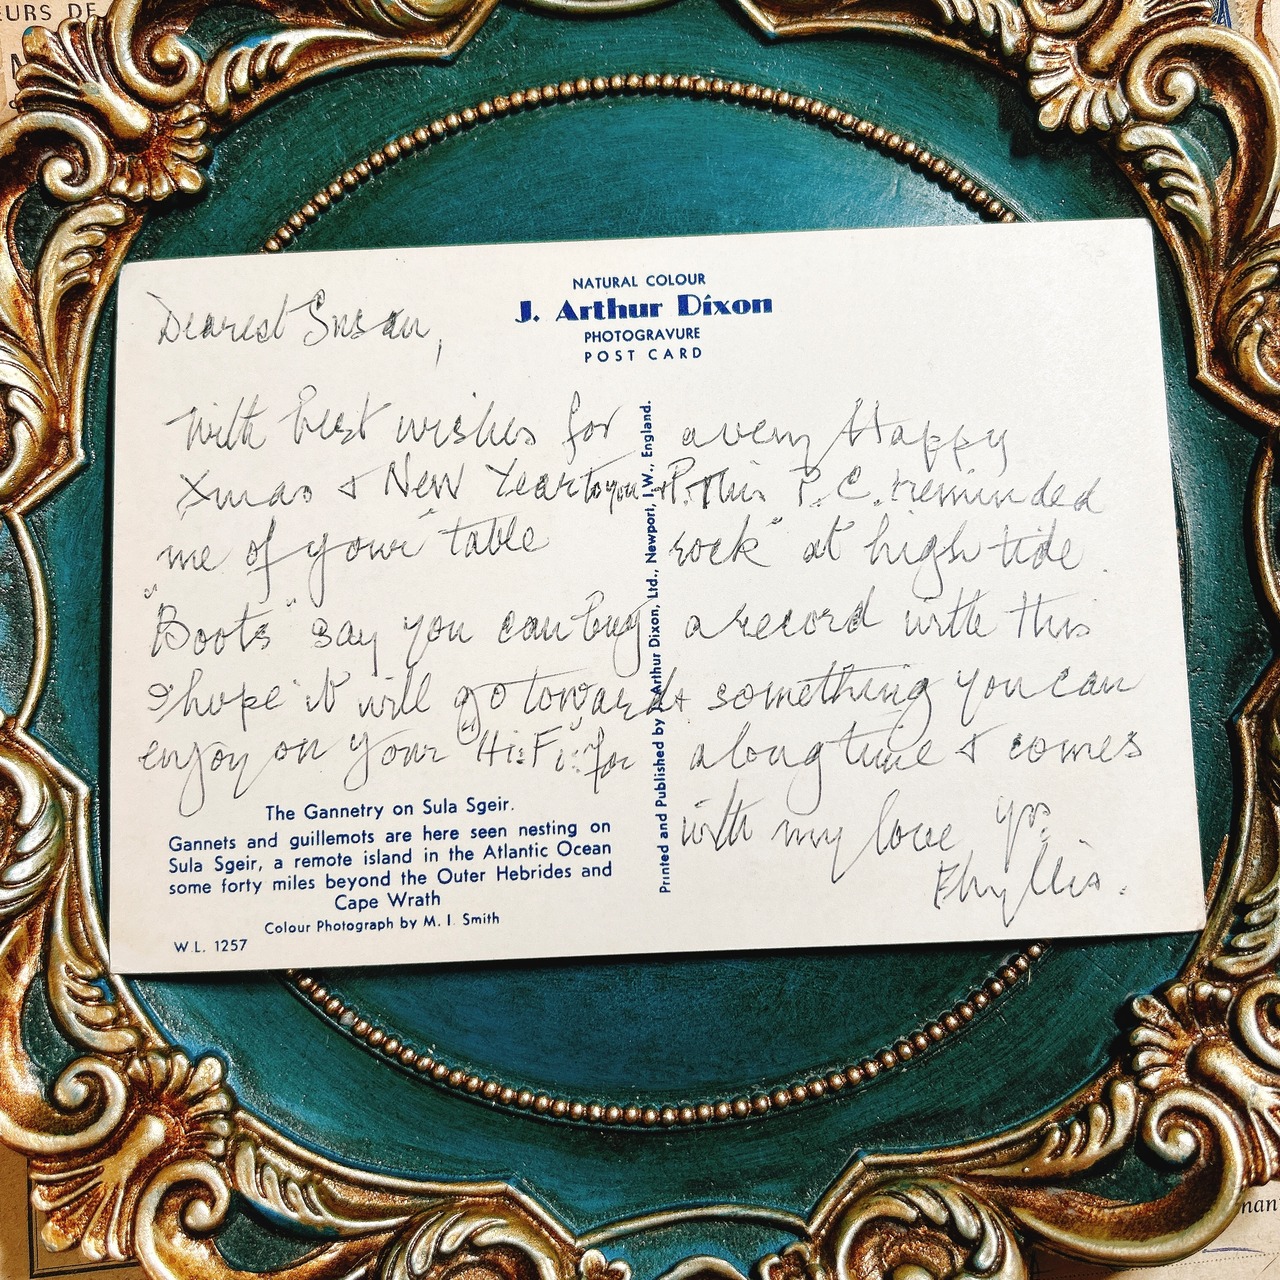 EURS DE
NATURAL COLOUR
J. Arthur Dixon
PHOTOGRAVURE
POST CARD
Dearest Susan,
With best wishes for a very Happy
Xmas & New Year to you & P. This P.C. reminded
me of your "table rock" at high tide.
"Boots" say you can buy a record with this
I hope it will go towards something you can
enjoy on your "Hi-Fi" for a long time & comes
with my love Yrs.
Phyllis.
The Gannetry on Sula Sgeir.
Gannets and guillemots are here seen nesting on
Sula Sgeir, a remote island in the Atlantic Ocean
some forty miles beyond the Outer Hebrides and
Cape Wrath
Colour Photograph by M. I. Smith
W.L. 1257
Printed and Published by J. Arthur Dixon, Ltd., Newport, I.W., England.
nan